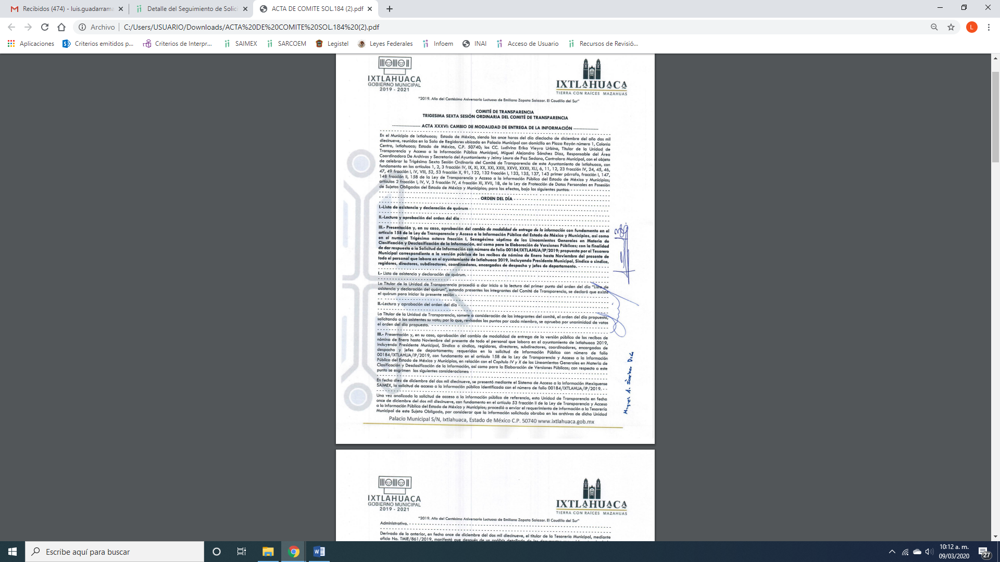 Recibidos (474) - luis.guadarrama
Detalle del Seguimiento de Solici
ACTA DE COMITE SOL.184 (2).pdf
Archivo
C:/Users/USUARIO/Downloads/ACTA%20DE%20COMITE%20SOL.184%20(2).pdf
L
Aplicaciones
Criterios emitidos p...
Criterios de Interpr...
SAIMEX
SARCOEM
Legistel
Leyes Federales
Infoem
INAI
Acceso de Usuario
Recursos de Revisió...
IXTLAHUACA
GOBIERNO MUNICIPAL
2019 - 2021
IXTLAHUACA
TIERRA CON RAÍCES MAZAHUAS
"2019. Año del Centésimo Aniversario Luctuoso de Emiliano Zapata Salazar. El Caudillo del Sur"
COMITÉ DE TRANSPARENCIA
TRIGESIMA SEXTA SESIÓN ORDINARIA DEL COMITÉ DE TRANSPARENCIA
------------------ ACTA XXXVI: CAMBIO DE MODALIDAD DE ENTREGA DE LA INFORMACIÓN ----------------
En el Municipio de Ixtlahuaca; Estado de México, siendo las once horas del día dieciocho de diciembre del año dos mil
diecinueve, reunidos en la Sala de Regidores ubicada en Palacio Municipal con domicilio en Plaza Rayón número 1, Colonia
Centro, Ixtlahuaca; Estado de México, C.P. 50740; los CC. Ludivina Erika Vieyra Urbina, Titular de la Unidad de
Transparencia y Acceso a la Información Pública Municipal, Miguel Alejandro Sánchez Díaz, Responsable del Área
Coordinadora De Archivos y Secretario del Ayuntamiento y Jeimy Laura de Paz Sedano, Contralora Municipal, con el objeto
de celebrar la Trigésima Sexta Sesión Ordinaria del Comité de Transparencia de este Ayuntamiento de Ixtlahuaca, con
fundamento en los artículos 1, 2, 3 fracción IV, IX, XI, XX, XXI, XXIII, XXVII, XXXII, XLI, 6, 11, 12, 23 fracción IV, 24, 45, 46,
47, 49 fracción I, IV, VIII, 52, 53 fracción X, 91, 122, 132 fracción I, 133, 135, 137, 143 primer párrafo, fracción I, 147,
148 fracción II, 158 de la Ley de Transparencia y Acceso a la Información Pública del Estado de México y Municipios;
artículos 2 fracción I, IV, V, 3 fracción IV, 4 fracción XI, XVII, 18, de la Ley de Protección de Datos Personales en Posesión
de Sujetos Obligados del Estado de México y Municipios; para los efectos, bajo los siguientes puntos:
ORDEN DEL DÍA
I.-Lista de asistencia y declaración de quórum
II.-Lectura y aprobación del orden del día
III.- Presentación y, en su caso, aprobación del cambio de modalidad de entrega de la información con fundamento en el
artículo 158 de la Ley de Transparencia y Acceso a la Información Pública del Estado de México y Municipios, así como
en el numeral Trigésimo octavo fracción I, Sexagésimo séptimo de los Lineamientos Generales en Materia de
Clasificación y Desclasificación de la Información, así como para la Elaboración de Versiones Públicas; con la finalidad
de dar respuesta a la Solicitud de Información con número de folio 00184/IXTLAHUA/IP/2019; propuesta por el Tesorero
Municipal correspondiente a la versión pública de los recibos de nómina de Enero hasta Noviembre del presente de
todo el personal que labora en el ayuntamiento de Ixtlahuaca 2019, incluyendo Presidente Municipal, Sindico o sindica,
regidores, directores, subdirectores, coordinadores, encargados de despacho y jefes de departamento.
I.- Lista de asistencia y declaración de quórum.
La Titular de la Unidad de Transparencia procedió a dar inicio a la lectura del primer punto del orden del día "Lista de
asistencia y declaración del quórum", estando presentes los integrantes del Comité de Transparencia, se declaró que existe
el quórum para iniciar la presente sesión
II.-Lectura y aprobación del orden del día
La Titular de la Unidad de Transparencia, somete a consideración de los integrantes del comité, el orden del día propuesto,
solicitando a los asistentes su voto; por lo que, revisados los puntos por cada miembro, se aprueba por unanimidad de votos
el orden del día propuesto.
III.- Presentación y, en su caso, aprobación del cambio de modalidad de entrega de la versión pública de los recibos de
nómina de Enero hasta Noviembre del presente de todo el personal que labora en el ayuntamiento de Ixtlahuaca 2019,
incluyendo Presidente Municipal, Sindico o sindica, regidores, directores, subdirectores, coordinadores, encargados de
despacho y jefes de departamento; requeridos en la solicitud de Información Pública con número de folio
00184/IXTLAHUA/IP/2019, con fundamento en el artículo 158 de la Ley de Transparencia y Acceso a la Información
Pública del Estado de México y Municipios, en relación con el Capítulo IV y X de los Lineamientos Generales en Materia de
Clasificación y Desclasificación de la Información, así como para la Elaboración de Versiones Públicas; con respecto a este
punto se esgrimen las siguientes consideraciones:
En fecha diez de diciembre del dos mil diecinueve, se presentó mediante el Sistema de Acceso a la Información Mexiquense
SAIMEX, la solicitud de acceso a la información pública identificada con el número de folio 00184/IXTLAHUA/IP/2019. - -
Una vez analizada la solicitud de acceso a la información pública de referencia, esta Unidad de Transparencia en fecha
once de diciembre del dos mil diecinueve, con fundamento en el artículo 53 fracción II de la Ley de Transparencia y Acceso
a la Información Pública del Estado de México y Municipios; procedió a enviar el requerimiento de información a la Tesorería
Municipal de este Sujeto Obligado, por considerar que la información solicitada obraba en los archivos de dicha Unidad
Miguel A. Sánchez Díaz
Palacio Municipal S/N, Ixtlahuaca, Estado de México C.P. 50740 www.ixtlahuaca.gob.mx
IXTLAHUACA
GOBIERNO MUNICIPAL
2019 - 2021
IXTLAHUACA
TIERRA CON RAÍCES MAZAHUAS
"2019. Año del Centésimo Aniversario Luctuoso de Emiliano Zapata Salazar. El Caudillo del Sur"
Administrativa.
Derivado de lo anterior, en fecha once de diciembre del dos mil diecinueve, el titular de la Tesorería Municipal, mediante
oficio No. TMIE/861/2019, manifestó que después de un análisis detallado de los documentos
Escribe aquí para buscar
10:12 a. m.
09/03/2020
27